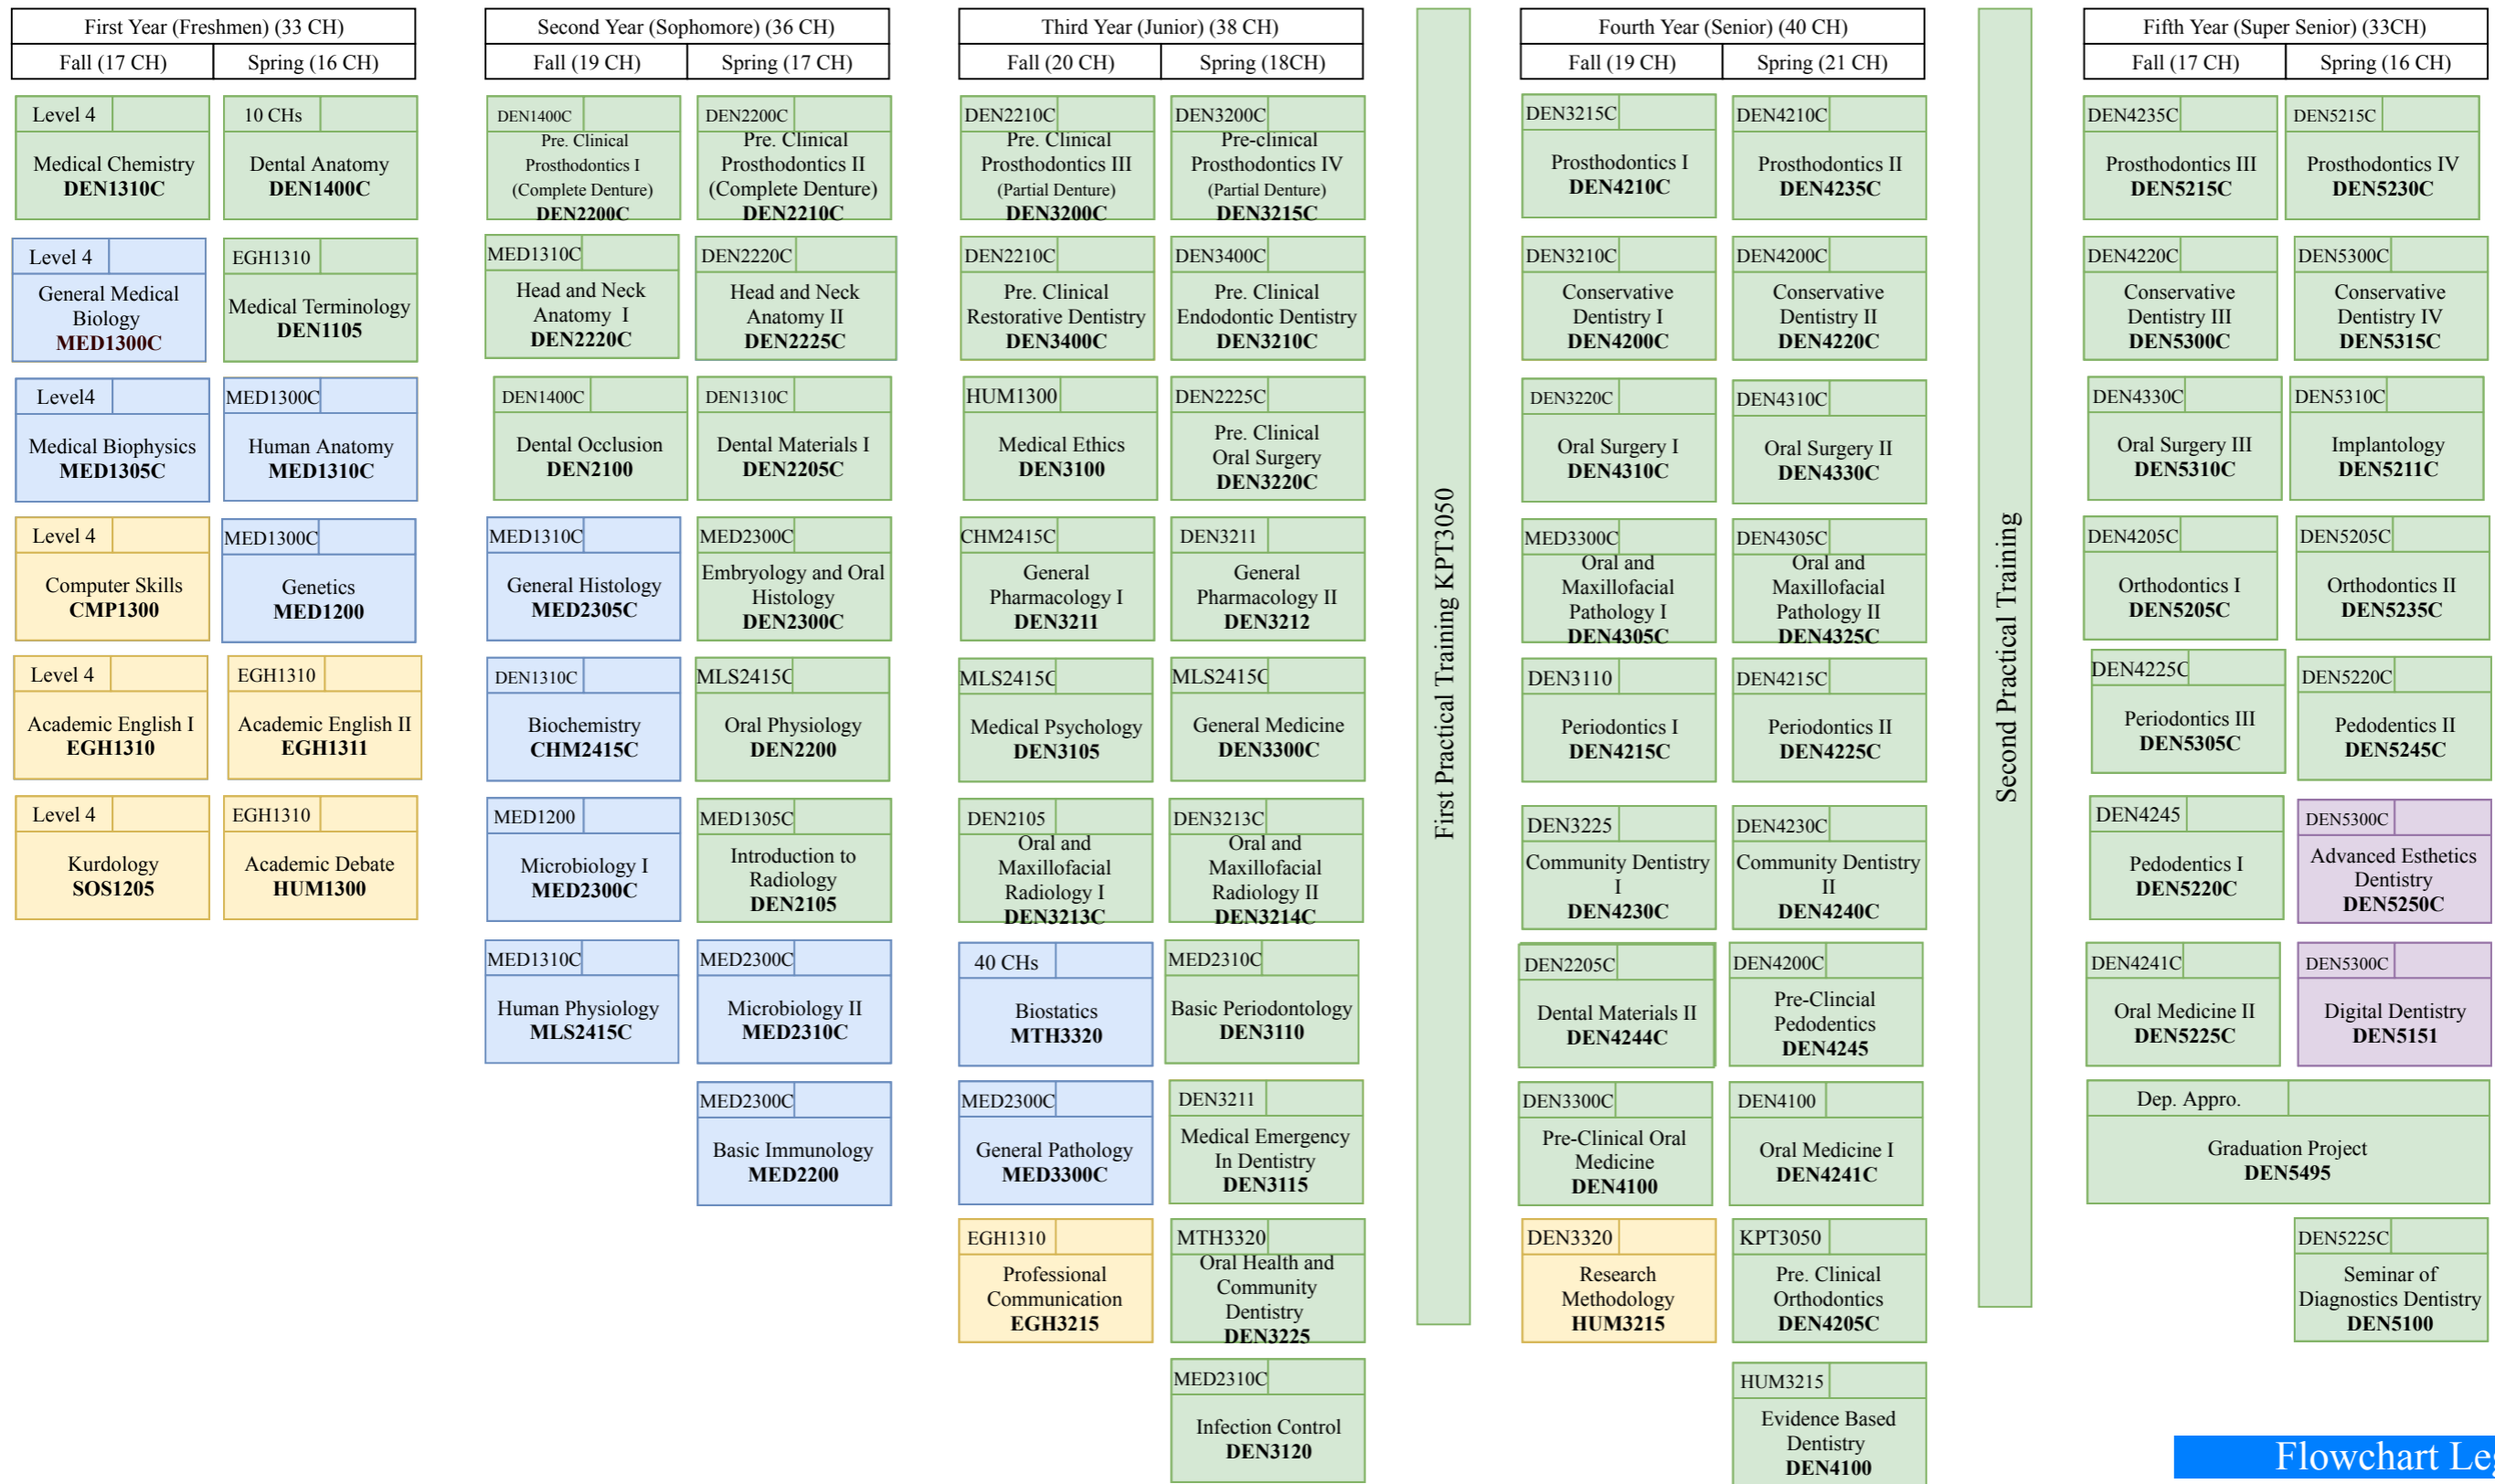 First Year (Freshmen) (33 CH)
Fall (17 CH)
Spring (16 CH)
Level 4
Medical Chemistry
DEN1310C
10 CHs
Dental Anatomy
DEN1400C
Level 4
General Medical
Biology
MED1300C
EGH1310
Medical Terminology
DEN1105
Level4
Medical Biophysics
MED1305C
MED1300C
Human Anatomy
MED1310C
Level 4
Computer Skills
CMP1300
MED1300C
Genetics
MED1200
Level 4
Academic English I
EGH1310
EGH1310
Academic English II
EGH1311
Level 4
Kurdology
SOS1205
EGH1310
Academic Debate
HUM1300
Second Year (Sophomore) (36 CH)
Fall (19 CH)
Spring (17 CH)
DEN1400C
Pre. Clinical
Prosthodontics I
(Complete Denture)
DEN2200C
DEN2200C
Pre. Clinical
Prosthodontics II
(Complete Denture)
DEN2210C
MED1310C
Head and Neck
Anatomy I
DEN2220C
DEN2220C
Head and Neck
Anatomy II
DEN2225C
DEN1400C
Dental Occlusion
DEN2100
DEN1310C
Dental Materials I
DEN2205C
MED1310C
General Histology
MED2305C
MED2300C
Embryology and Oral
Histology
DEN2300C
DEN1310C
Biochemistry
CHM2415C
MLS2415C
Oral Physiology
DEN2200
MED1200
Microbiology I
MED2300C
MED1305C
Introduction to
Radiology
DEN2105
MED1310C
Human Physiology
MLS2415C
MED2300C
Microbiology II
MED2310C
MED2300C
Basic Immunology
MED2200
Third Year (Junior) (38 CH)
Fall (20 CH)
Spring (18CH)
DEN2210C
Pre. Clinical
Prosthodontics III
(Partial Denture)
DEN3200C
DEN3200C
Pre-clinical
Prosthodontics IV
(Partial Denture)
DEN3215C
DEN2210C
Pre. Clinical
Restorative Dentistry
DEN3400C
DEN3400C
Pre. Clinical
Endodontic Dentistry
DEN3210C
HUM1300
Medical Ethics
DEN3100
DEN2225C
Pre. Clinical
Oral Surgery
DEN3220C
CHM2415C
General
Pharmacology I
DEN3211
DEN3211
General
Pharmacology II
DEN3212
MLS2415C
Medical Psychology
DEN3105
MLS2415C
General Medicine
DEN3300C
DEN2105
Oral and
Maxillofacial
Radiology I
DEN3213C
DEN3213C
Oral and
Maxillofacial
Radiology II
DEN3214C
40 CHs
Biostatics
MTH3320
MED2310C
Basic Periodontology
DEN3110
MED2300C
General Pathology
MED3300C
DEN3211
Medical Emergency
In Dentistry
DEN3115
EGH1310
Professional
Communication
EGH3215
MTH3320
Oral Health and
Community
Dentistry
DEN3225
MED2310C
Infection Control
DEN3120
First Practical Training KPT3050
Fourth Year (Senior) (40 CH)
Fall (19 CH)
Spring (21 CH)
DEN3215C
Prosthodontics I
DEN4210C
DEN4210C
Prosthodontics II
DEN4235C
DEN3210C
Conservative
Dentistry I
DEN4200C
DEN4200C
Conservative
Dentistry II
DEN4220C
DEN3220C
Oral Surgery I
DEN4310C
DEN4310C
Oral Surgery II
DEN4330C
MED3300C
Oral and
Maxillofacial
Pathology I
DEN4305C
DEN4305C
Oral and
Maxillofacial
Pathology II
DEN4325C
DEN3110
Periodontics I
DEN4215C
DEN4215C
Periodontics II
DEN4225C
DEN3225
Community Dentistry
I
DEN4230C
DEN4230C
Community Dentistry
II
DEN4240C
DEN2205C
Dental Materials II
DEN4244C
DEN4200C
Pre-Clincial
Pedodentics
DEN4245
DEN3300C
Pre-Clinical Oral
Medicine
DEN4100
DEN4100
Oral Medicine I
DEN4241C
DEN3320
Research
Methodology
HUM3215
KPT3050
Pre. Clinical
Orthodontics
DEN4205C
HUM3215
Evidence Based
Dentistry
DEN4100
Second Practical Training
Fifth Year (Super Senior) (33CH)
Fall (17 CH)
Spring (16 CH)
DEN4235C
Prosthodontics III
DEN5215C
DEN5215C
Prosthodontics IV
DEN5230C
DEN4220C
Conservative
Dentistry III
DEN5300C
DEN5300C
Conservative
Dentistry IV
DEN5315C
DEN4330C
Oral Surgery III
DEN5310C
DEN5310C
Implantology
DEN5211C
DEN4205C
Orthodontics I
DEN5205C
DEN5205C
Orthodontics II
DEN5235C
DEN4225C
Periodontics III
DEN5305C
DEN5220C
Pedodontics II
DEN5245C
DEN4245
Pedodentics I
DEN5220C
DEN5300C
Advanced Esthetics
Dentistry
DEN5250C
DEN4241C
Oral Medicine II
DEN5225C
DEN5300C
Digital Dentistry
DEN5151
Dep. Appro.
Graduation Project
DEN5495
DEN5225C
Seminar of
Diagnostics Dentistry
DEN5100
Flowchart Leg